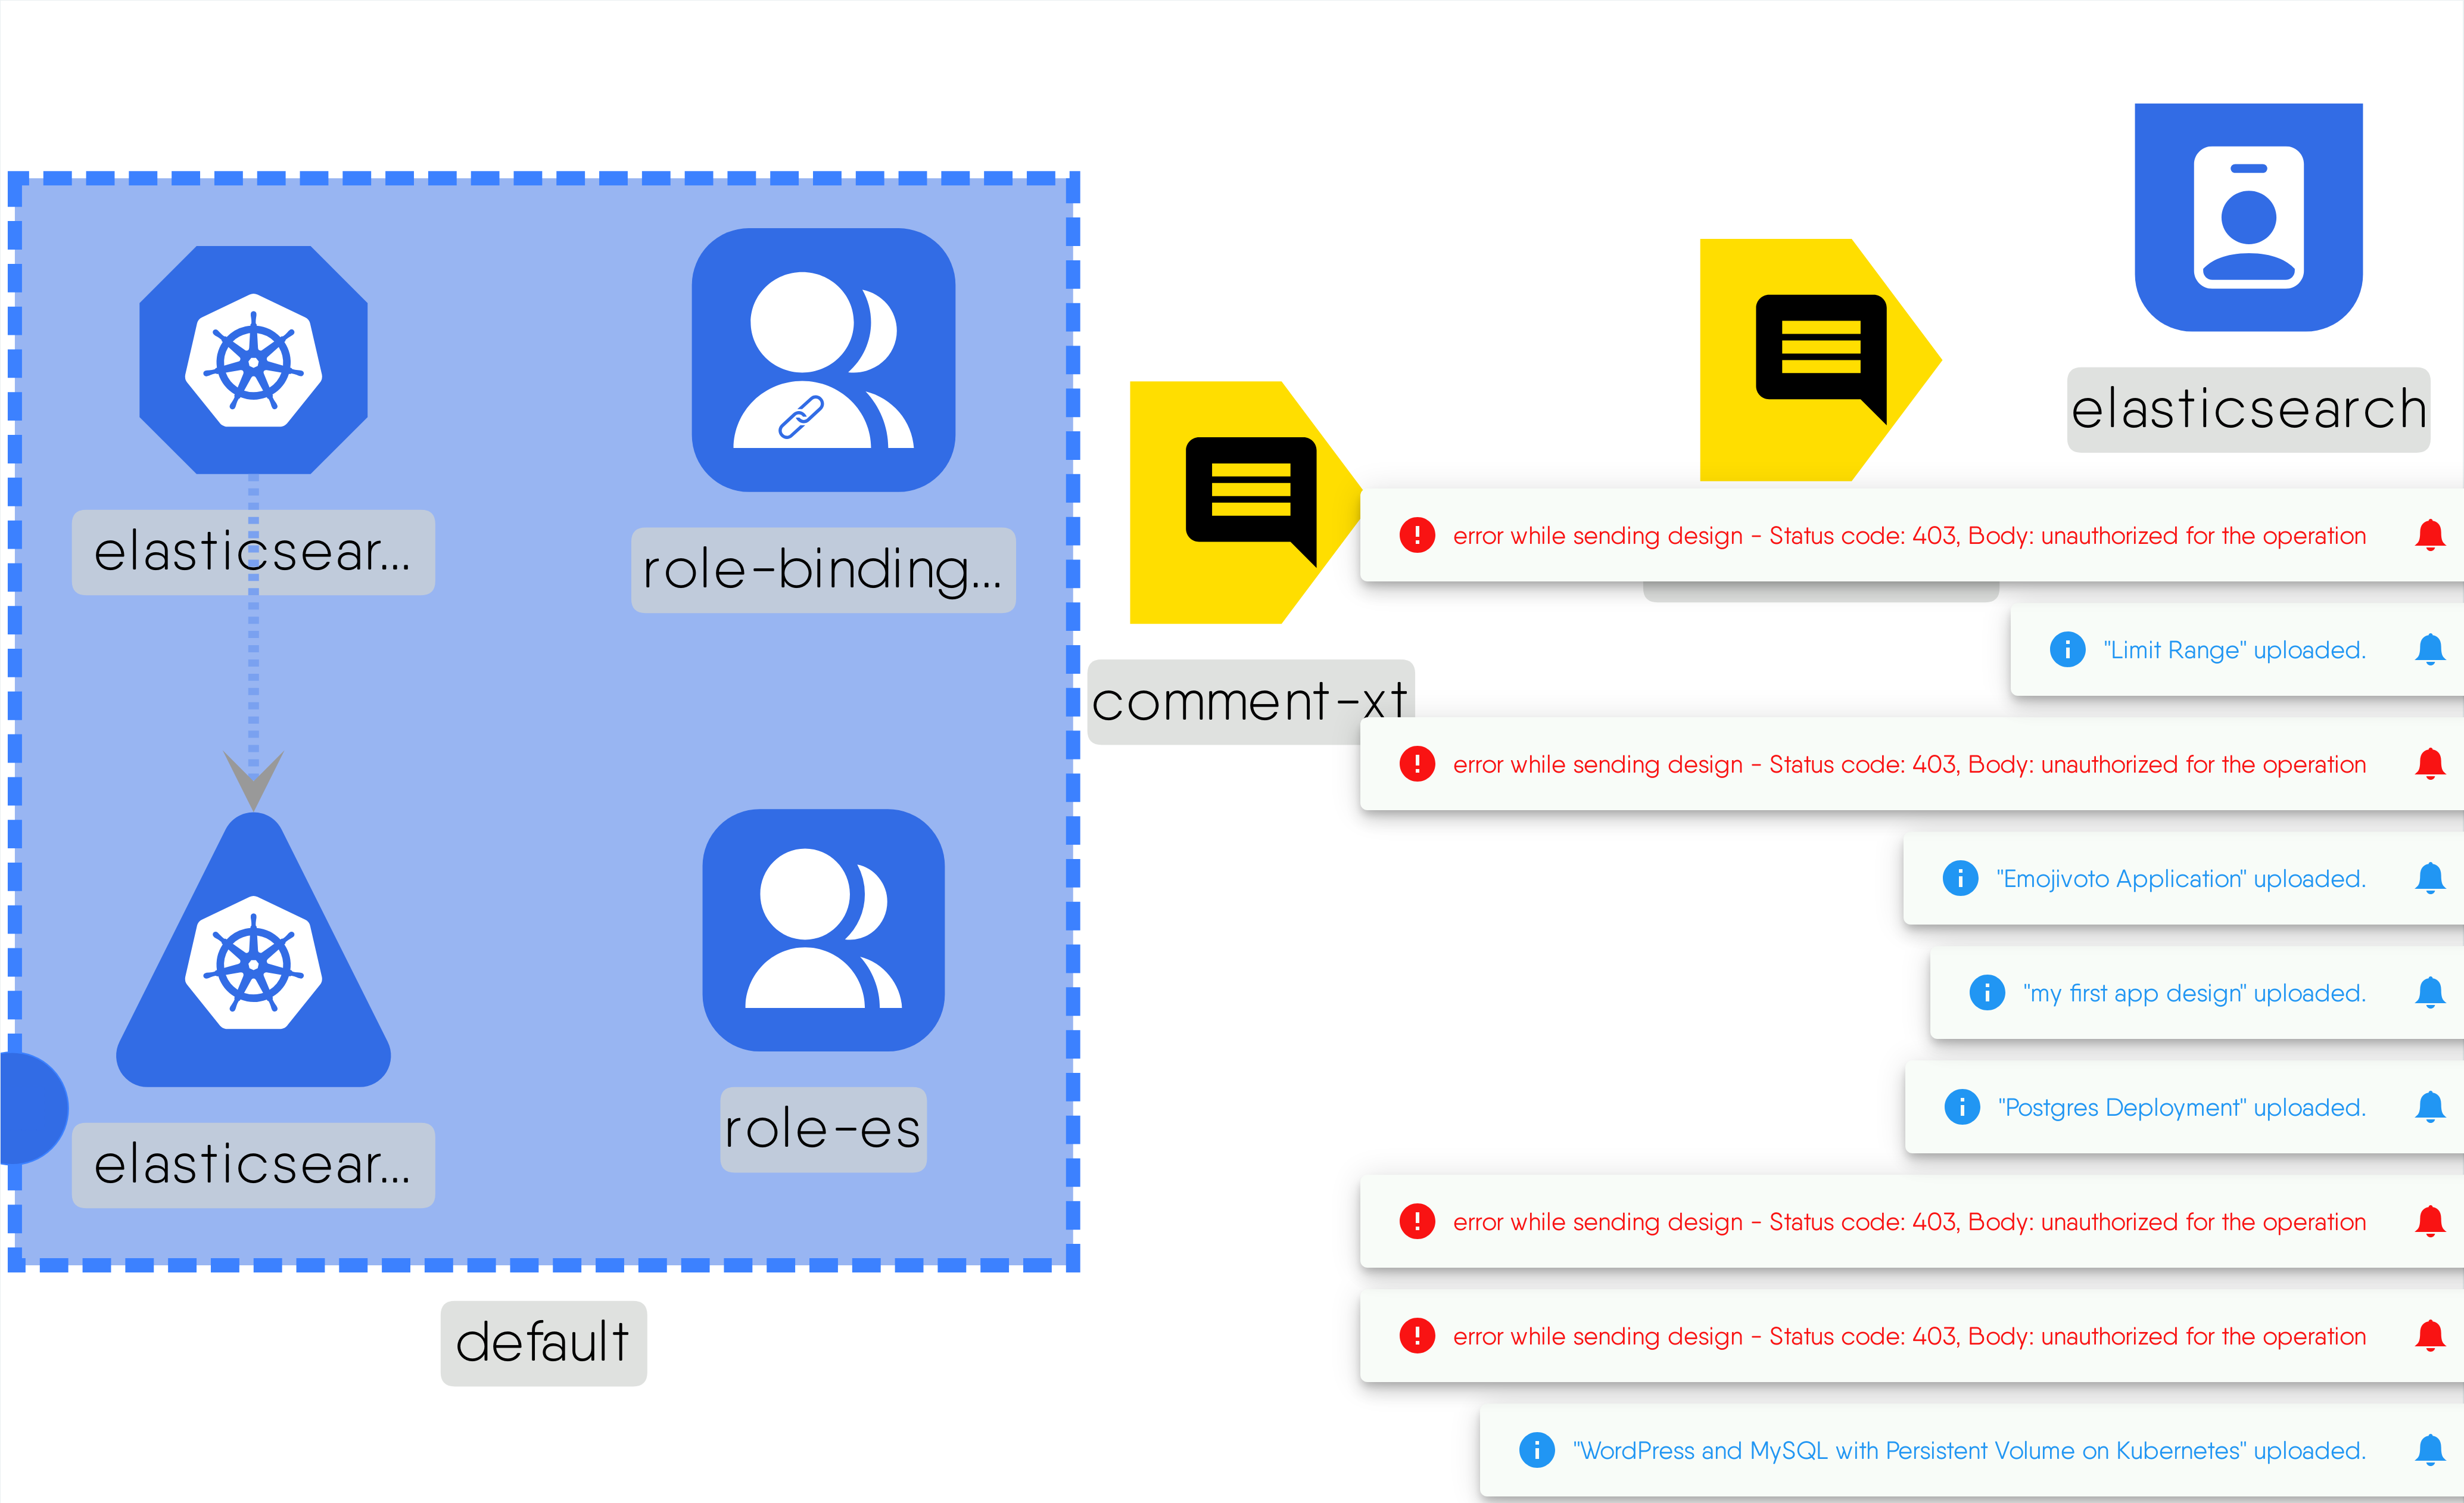 elasticsearch
elasticsear...
role-binding...
error while sending design - Status code: 403, Body: unauthorized for the operation
"Limit Range" uploaded.
comment-xt
error while sending design - Status code: 403, Body: unauthorized for the operation
"Emojivoto Application" uploaded.
"my first app design" uploaded.
"Postgres Deployment" uploaded.
role-es
elasticsear...
error while sending design - Status code: 403, Body: unauthorized for the operation
default
error while sending design - Status code: 403, Body: unauthorized for the operation
"WordPress and MySQL with Persistent Volume on Kubernetes" uploaded.